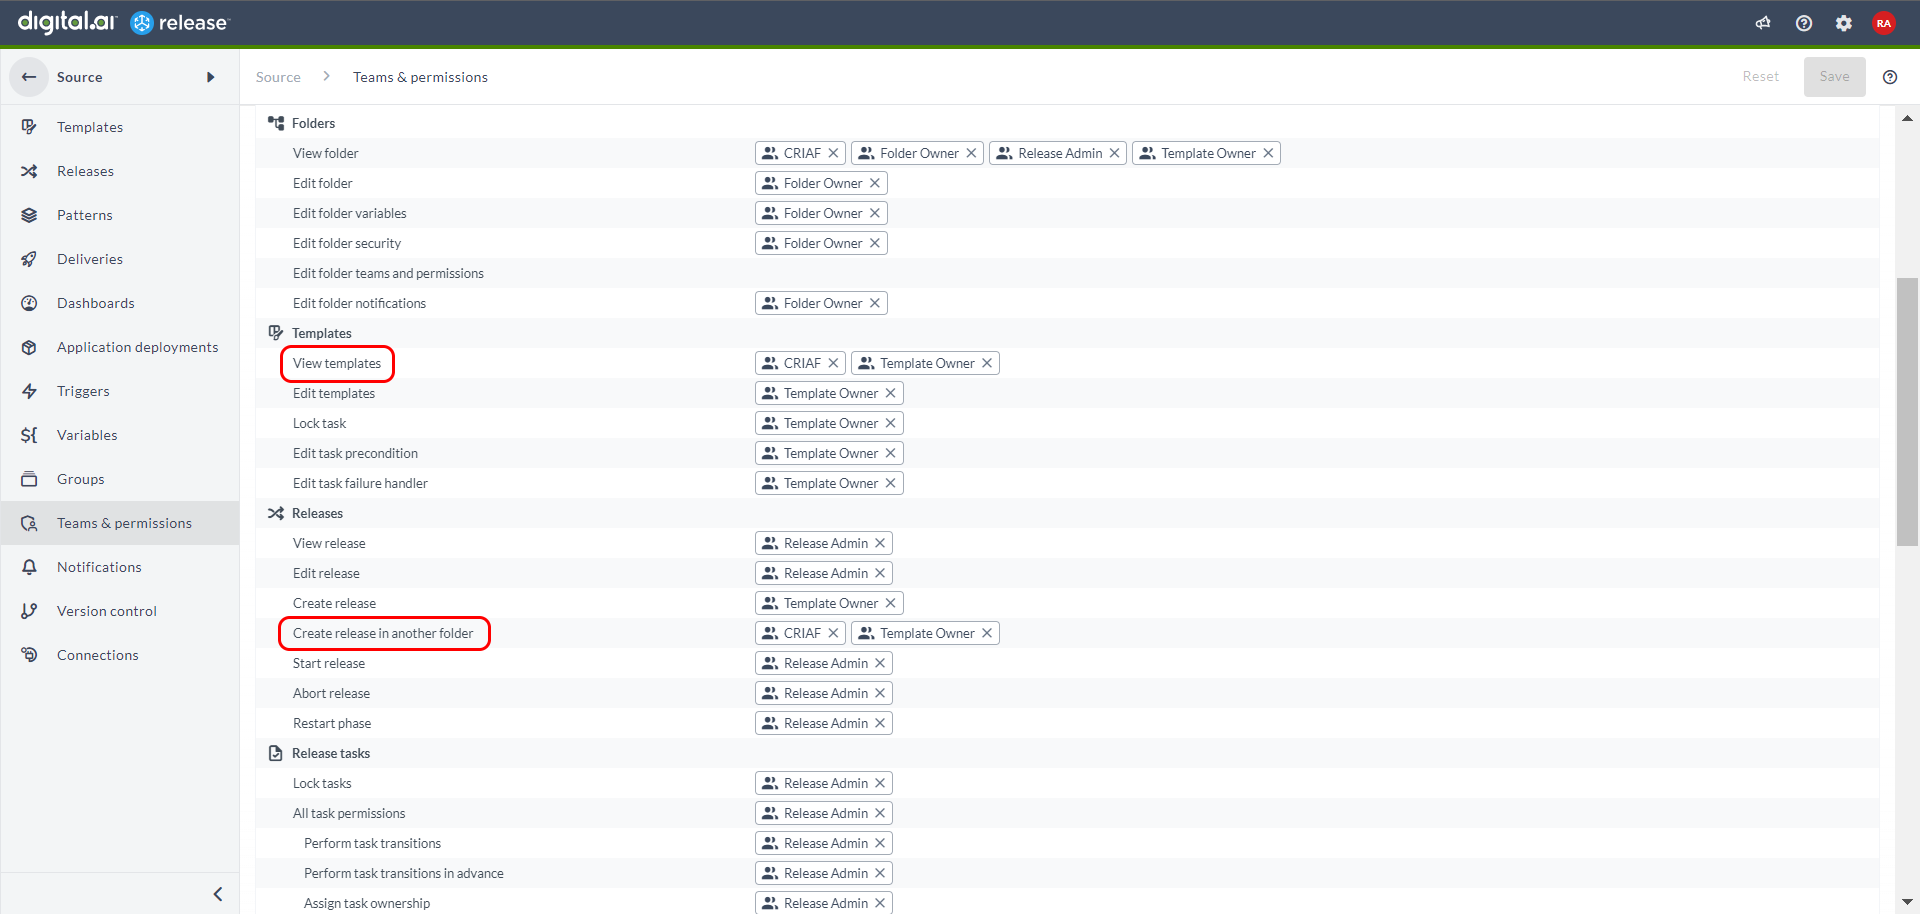 digital.ai release
RA
Source
Source > Teams & permissions
Reset
Save
Templates
Releases
Patterns
Deliveries
Dashboards
Application deployments
Triggers
Variables
Groups
Teams & permissions
Notifications
Version control
Connections
Folders
View folder CRIAF Folder Owner Release Admin Template Owner
Edit folder Folder Owner
Edit folder variables Folder Owner
Edit folder security Folder Owner
Edit folder teams and permissions
Edit folder notifications Folder Owner
Templates
View templates CRIAF Template Owner
Edit templates Template Owner
Lock task Template Owner
Edit task precondition Template Owner
Edit task failure handler Template Owner
Releases
View release Release Admin
Edit release Release Admin
Create release Template Owner
Create release in another folder CRIAF Template Owner
Start release Release Admin
Abort release Release Admin
Restart phase Release Admin
Release tasks
Lock tasks Release Admin
All task permissions Release Admin
Perform task transitions Release Admin
Perform task transitions in advance Release Admin
Assign task ownership Release Admin